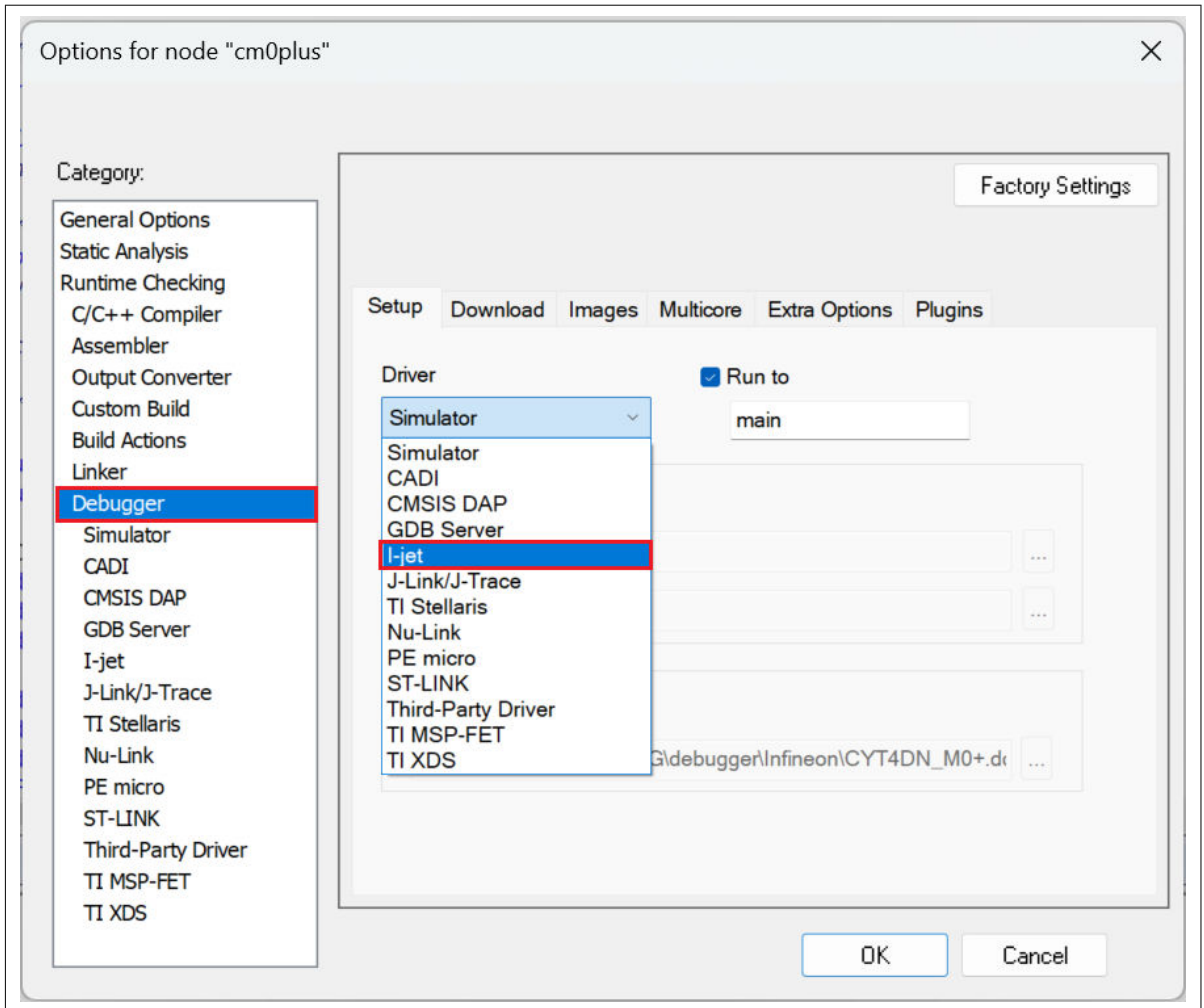 Options for node "cm0plus"
Category:
General Options
Static Analysis
Runtime Checking
C/C++ Compiler
Assembler
Output Converter
Custom Build
Build Actions
Linker
Debugger
Simulator
CADI
CMSIS DAP
GDB Server
I-jet
J-Link/J-Trace
TI Stellaris
Nu-Link
PE micro
ST-LINK
Third-Party Driver
TI MSP-FET
TI XDS
Factory Settings
Setup Download Images Multicore Extra Options Plugins
Driver
Run to
Simulator
main
Simulator
CADI
CMSIS DAP
GDB Server
I-jet
...
J-Link/J-Trace
TI Stellaris
...
Nu-Link
PE micro
ST-LINK
Third-Party Driver
TI MSP-FET
TI XDS
G\debugger\Infineon\CYT4DN_M0+.dd
...
OK Cancel